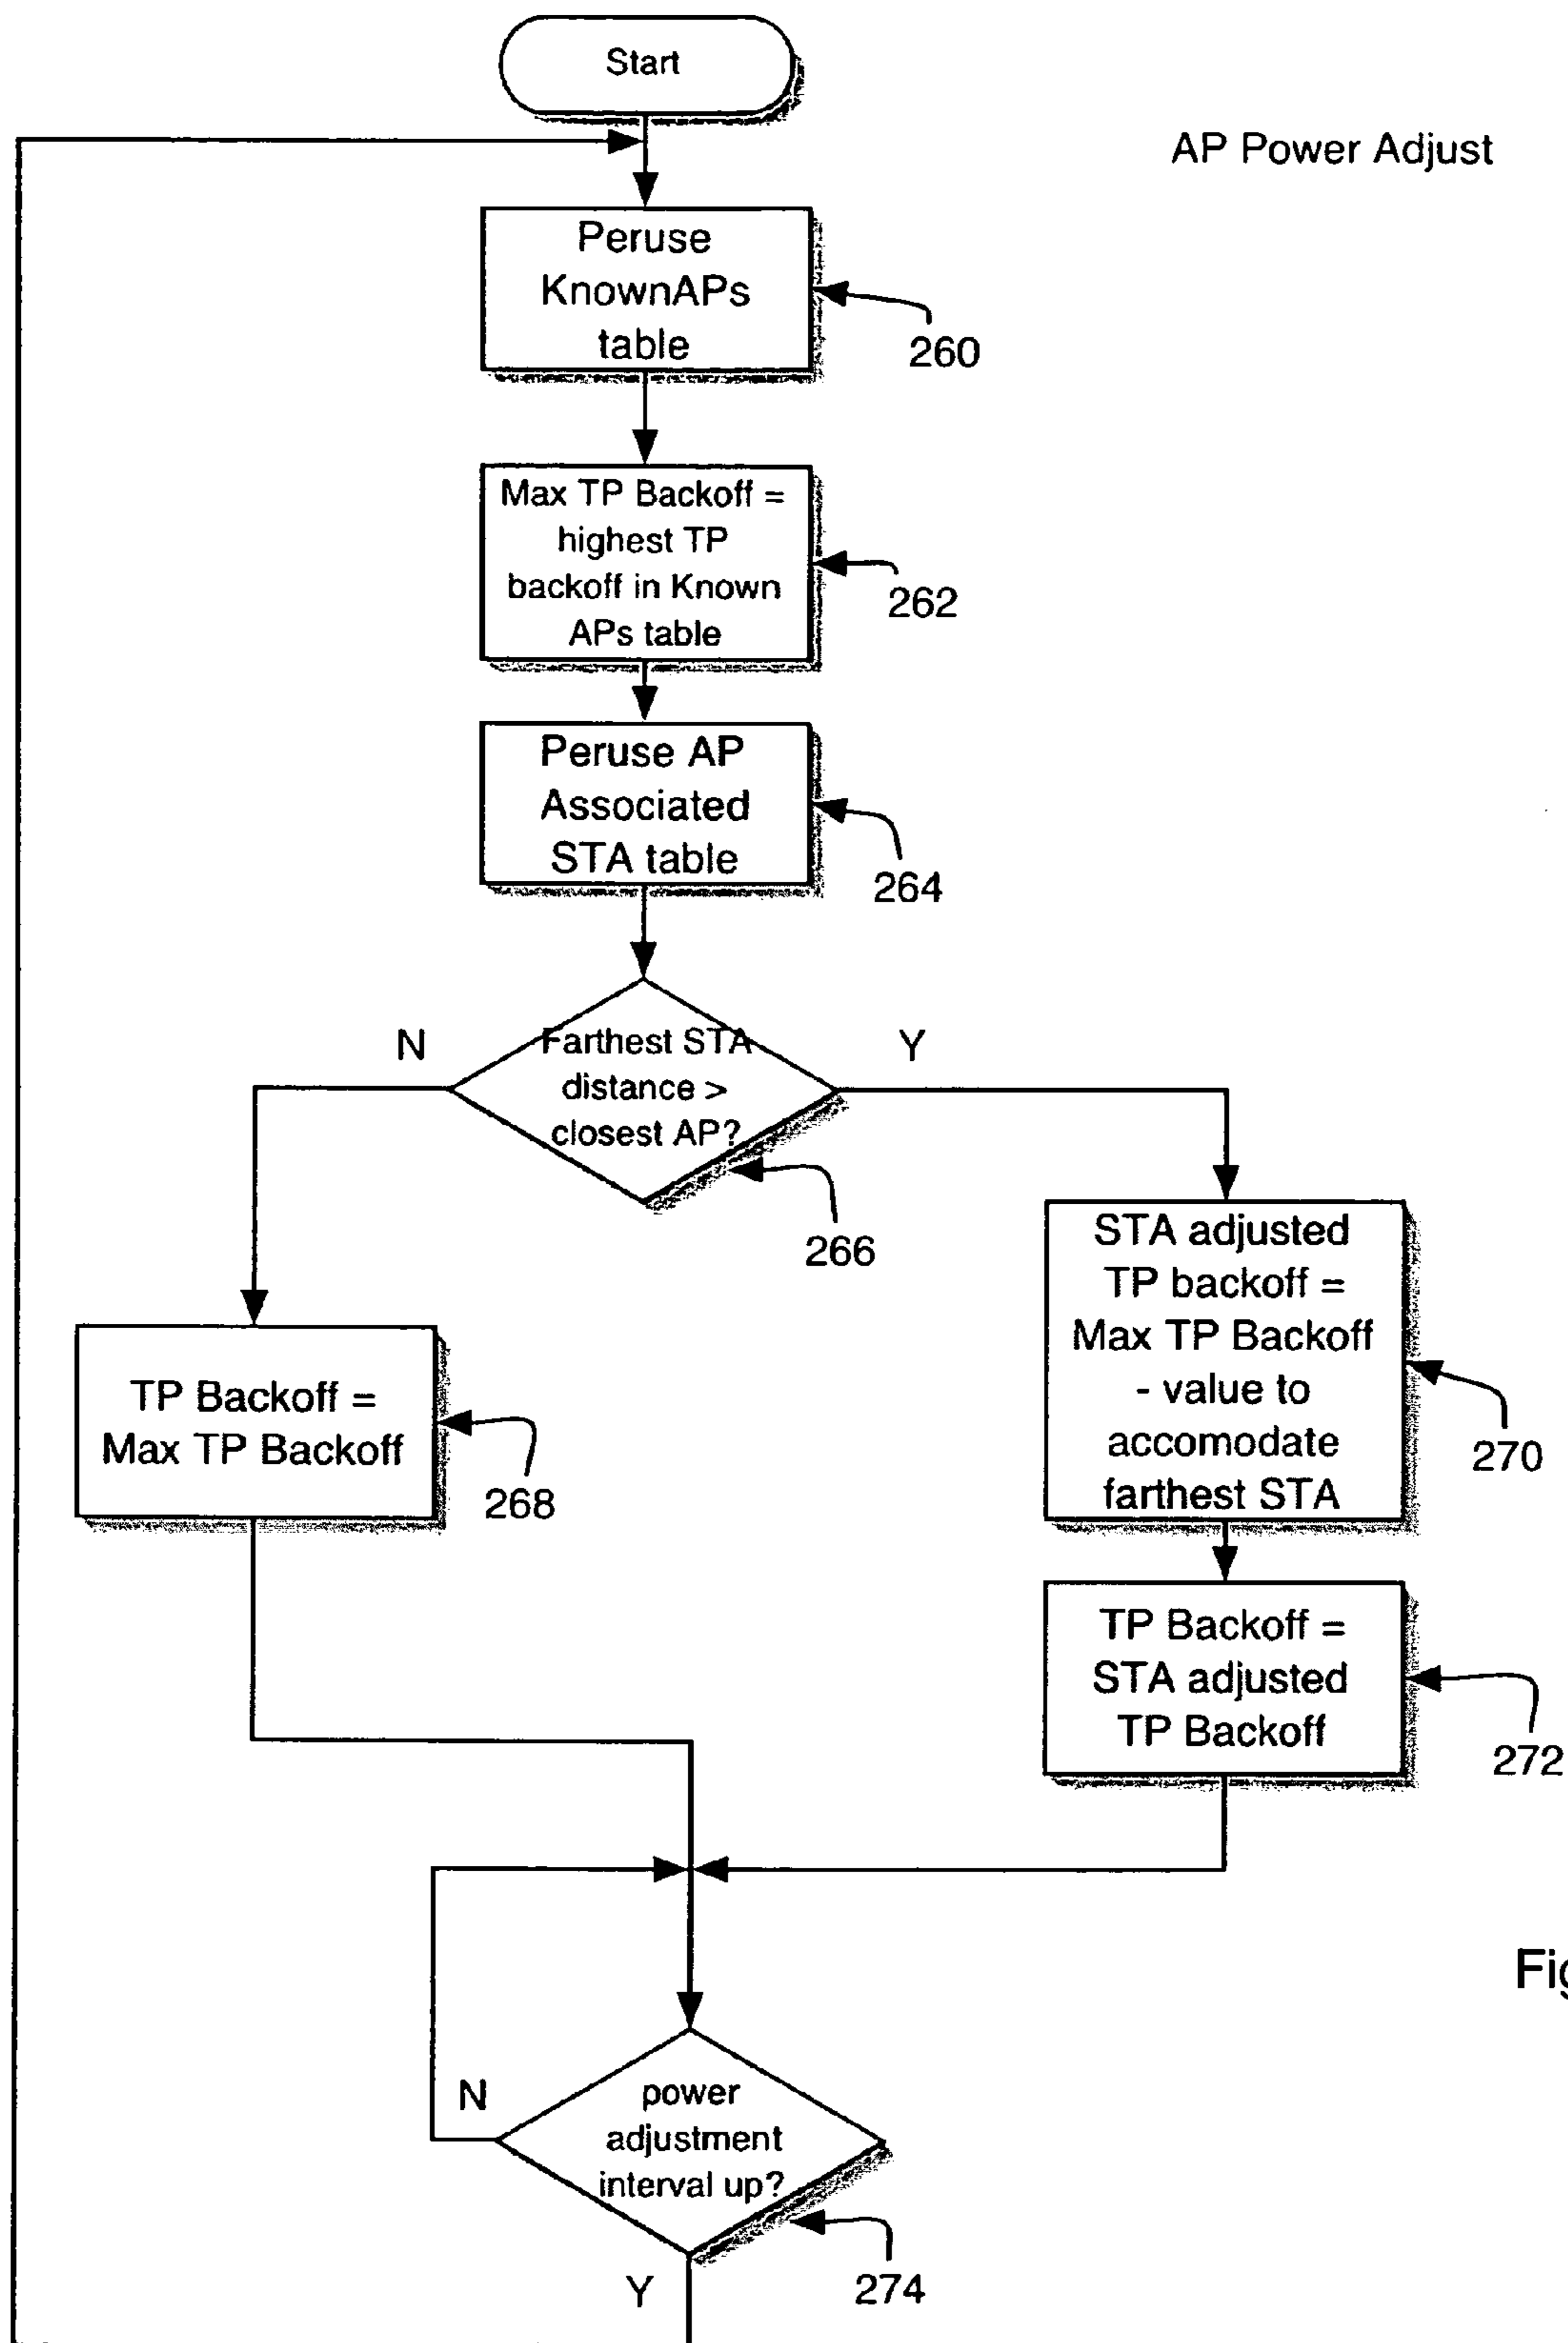 Start
AP Power Adjust
Peruse
KnownAPs
table
260
Max TP Backoff =
highest TP
backoff in Known
APs table
262
Peruse AP
Associated
STA table
264
N
Farthest STA
distance >
closest AP?
Y
266
STA adjusted
TP backoff =
Max TP Backoff
- value to
accomodate
farthest STA
270
TP Backoff =
Max TP Backoff
268
TP Backoff =
STA adjusted
TP Backoff
272
N
power
adjustment
interval up?
Y
274